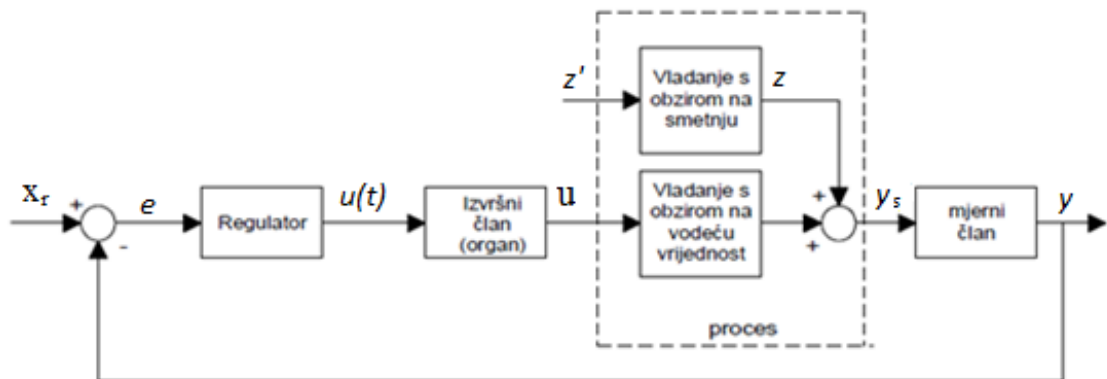 z'
Vladanje s
obzirom na
smetnju
z
x_r
+
-
e
Regulator
u(t)
Izvršni
član
(organ)
u
Vladanje s
obzirom na
vodeću
vrijednost
+
+
y_s
mjerni
član
y
proces